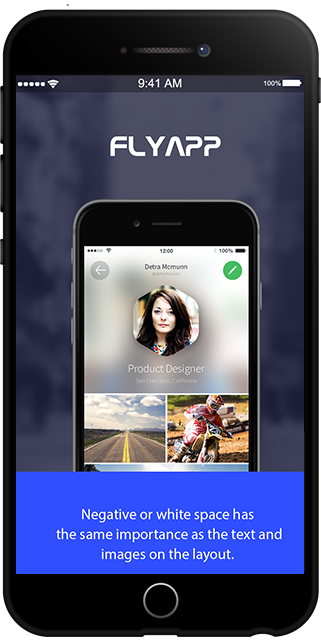 9:41 AM 100%
FLYAPP
12:00 100%
Detra Mcmunn
Product Designer
San Francisco, California
Negative or white space has
the same importance as the text and
images on the layout.